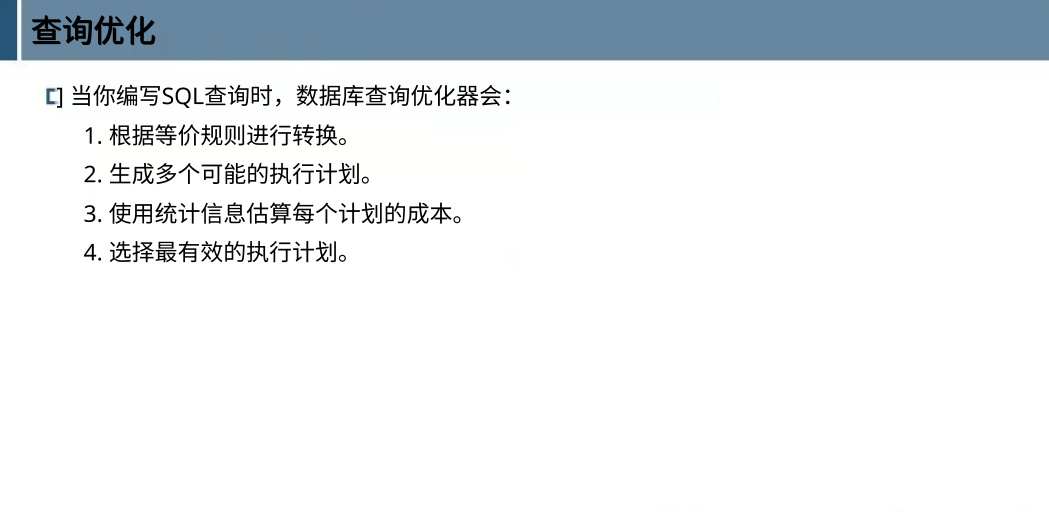 查询优化
当你编写SQL查询时，数据库查询优化器会：
1. 根据等价规则进行转换。
2. 生成多个可能的执行计划。
3. 使用统计信息估算每个计划的成本。
4. 选择最有效的执行计划。